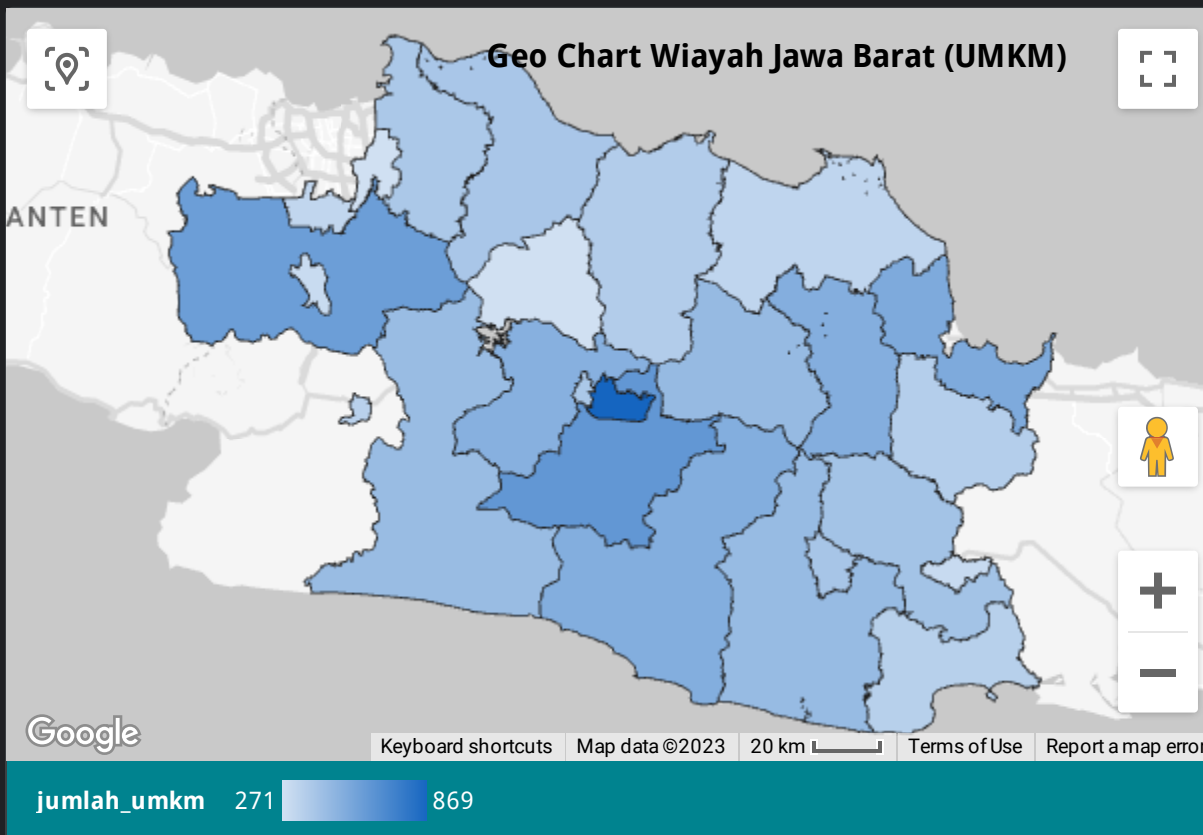 Geo Chart Wiayah Jawa Barat (UMKM)
ANTEN
Google
Keyboard shortcuts
Map data ©2023
20 km
Terms of Use
Report a map error
jumlah_umkm 271 869